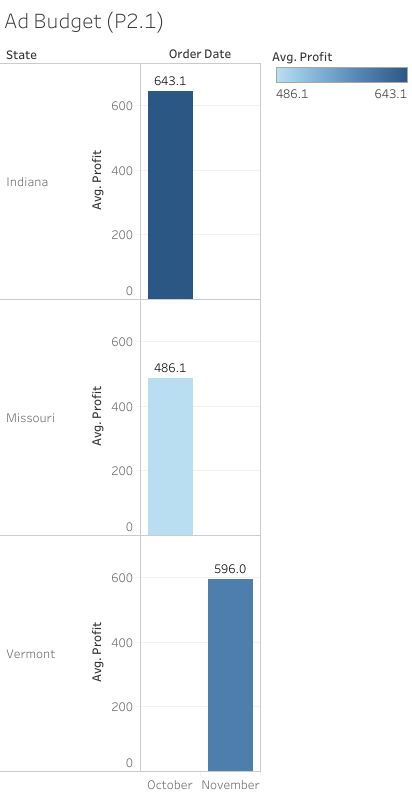 Ad Budget (P2.1)
State
Order Date
Avg. Profit
486.1 643.1
Indiana
Avg. Profit
600
400
200
0
643.1
Missouri
Avg. Profit
600
400
200
0
486.1
Vermont
Avg. Profit
600
400
200
0
596.0
October November